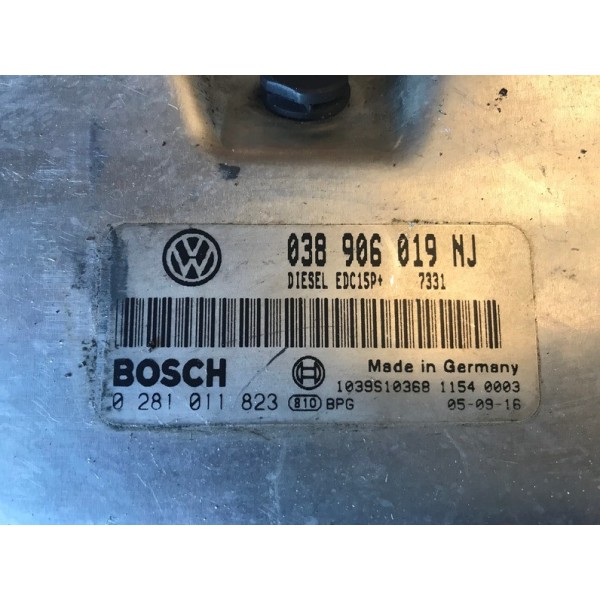 038 906 019 NJ
DIESEL EDC15P+ 7331
BOSCH
Made in Germany
1039S10368 1154 0003
0 281 011 823 810 BPG 05-09-16